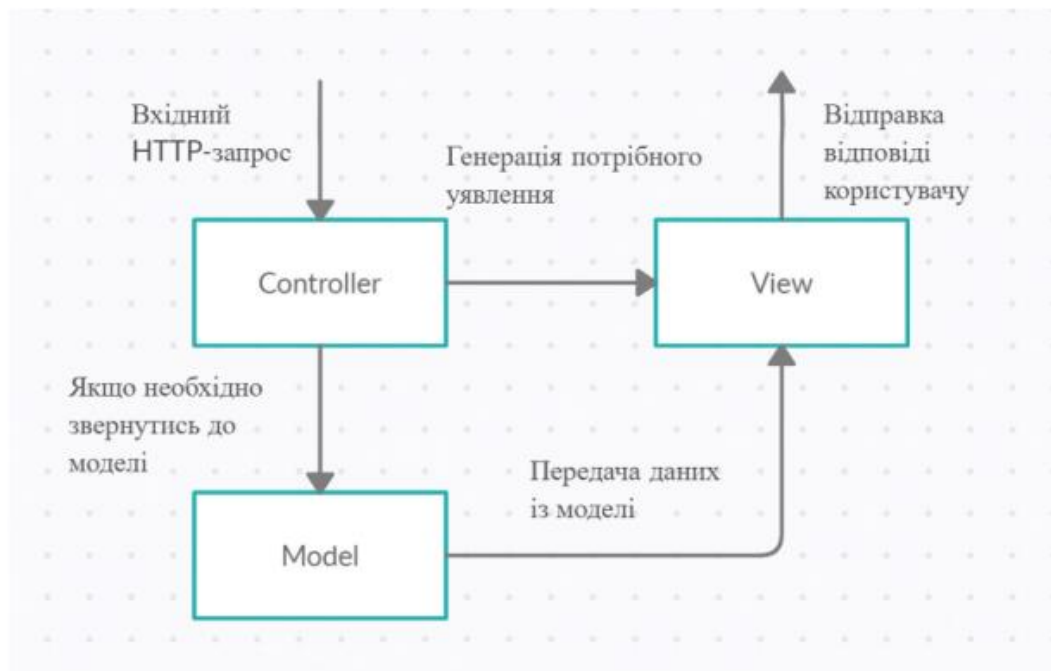 Вхідний
HTTP-запрос
Генерація потрібного
уявлення
Відправка
відповіді
користувачу
Controller
View
Якщо необхідно
звернутись до
моделі
Передача даних
із моделі
Model